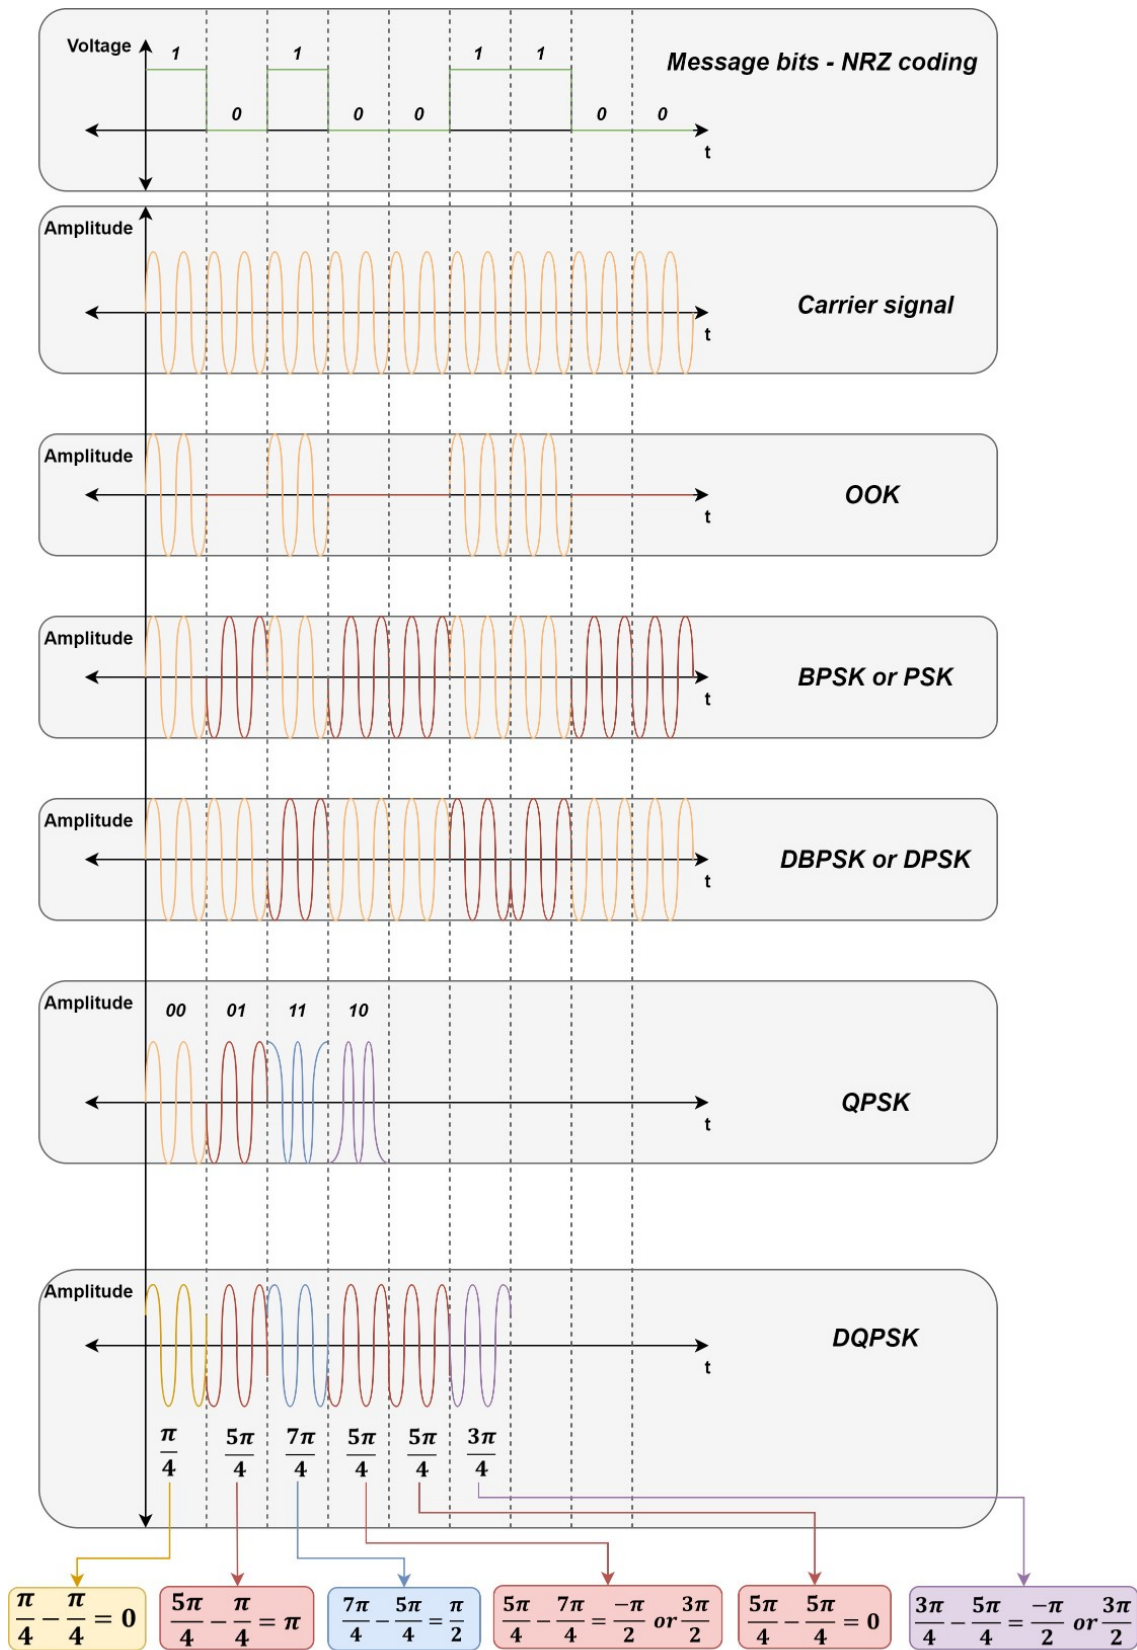 Voltage
1
1
1
1
Message bits - NRZ coding
0
0
0
0
0
t
Amplitude
Carrier signal
t
Amplitude
OOK
t
Amplitude
BPSK or PSK
t
Amplitude
DBPSK or DPSK
t
Amplitude
00
01
11
10
QPSK
t
Amplitude
DQPSK
t
π/4
5π/4
7π/4
5π/4
5π/4
3π/4
π/4 - π/4 = 0
5π/4 - π/4 = π
7π/4 - 5π/4 = π/2
5π/4 - 7π/4 = -π/2 or 3π/2
5π/4 - 5π/4 = 0
3π/4 - 5π/4 = -π/2 or 3π/2